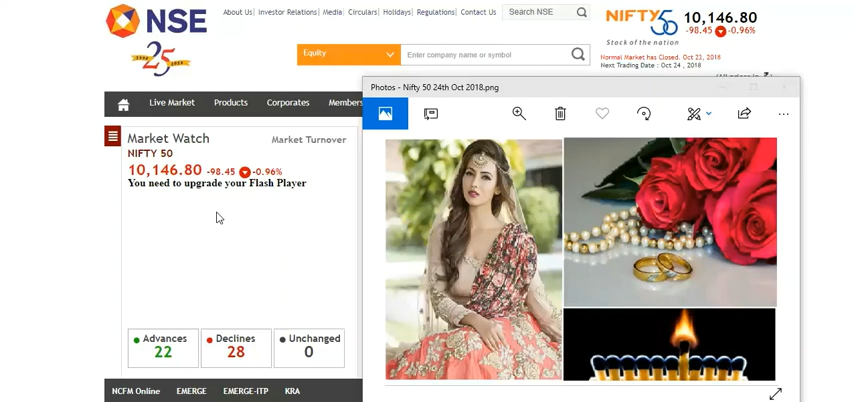 NSE
25
About Us | Investor Relations | Media | Circulars | Holidays | Regulations | Contact Us
Search NSE
Equity
Enter company name or symbol
NIFTY 50
Stock of the nation
10,146.80
-98.45 -0.96%
Normal Market has Closed. Oct 23, 2018
Next Trading Date : Oct 24 , 2018
Live Market Products Corporates Members
Photos - Nifty 50 24th Oct 2018.png
Market Watch Market Turnover
NIFTY 50
10,146.80 -98.45 -0.96%
You need to upgrade your Flash Player
Advances
22
Declines
28
Unchanged
0
NCFM Online EMERGE EMERGE-ITP KRA